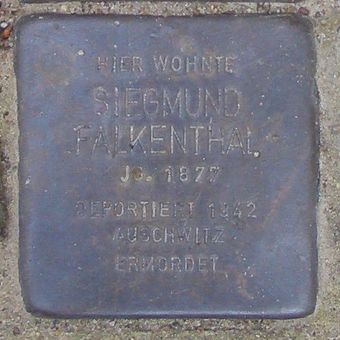 HIER WOHNTE
SIEGMUND
FALKENTHAL
JG. 1877
DEPORTIERT 1942
AUSCHWITZ
ERMORDET